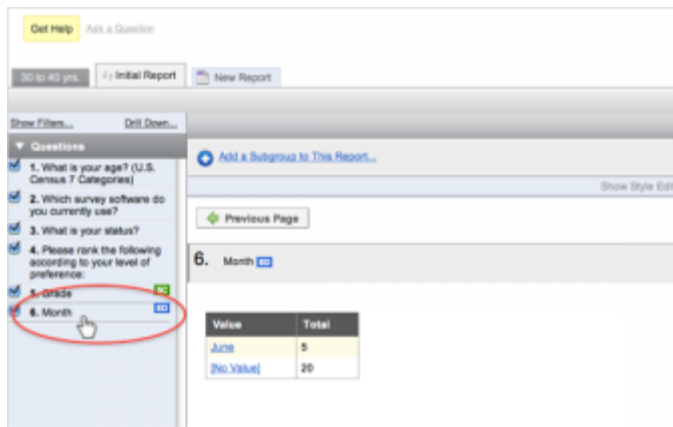 Get Help Ask a Question
30 to 40 yrs. Initial Report New Report
Show Filters... Drill Down...
Questions
1. What is your age? (U.S.
Census 7 Categories)
2. Which survey software do
you currently use?
3. What is your status?
4. Please rank the following
according to your level of
preference:
5. Grade
6. Month
Add a Subgroup to This Report...
Show Style Edi
Previous Page
6. Month
Value Total
June 5
[No Value] 20